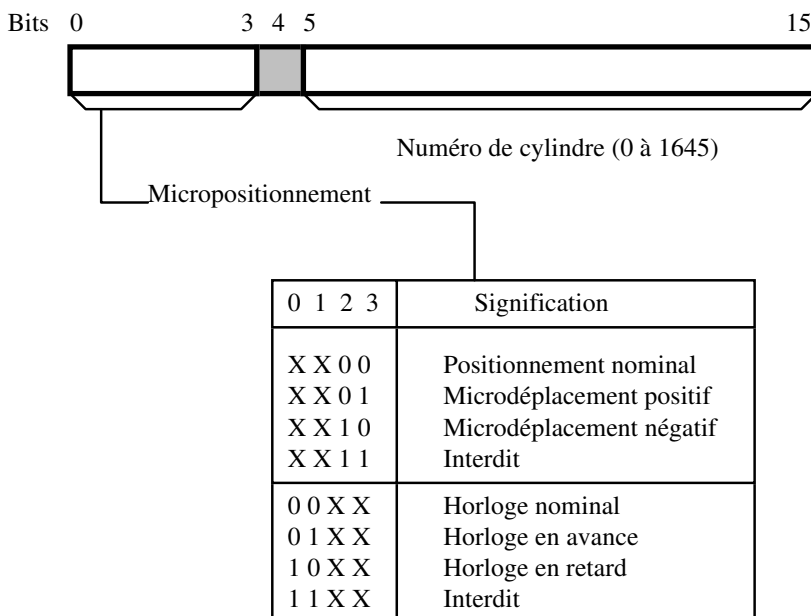 Bits 0 3 4 5 15
Numéro de cylindre (0 à 1645)
Micropositionnement
0 1 2 3 Signification
X X 0 0 Positionnement nominal
X X 0 1 Microdéplacement positif
X X 1 0 Microdéplacement négatif
X X 1 1 Interdit
0 0 X X Horloge nominal
0 1 X X Horloge en avance
1 0 X X Horloge en retard
1 1 X X Interdit